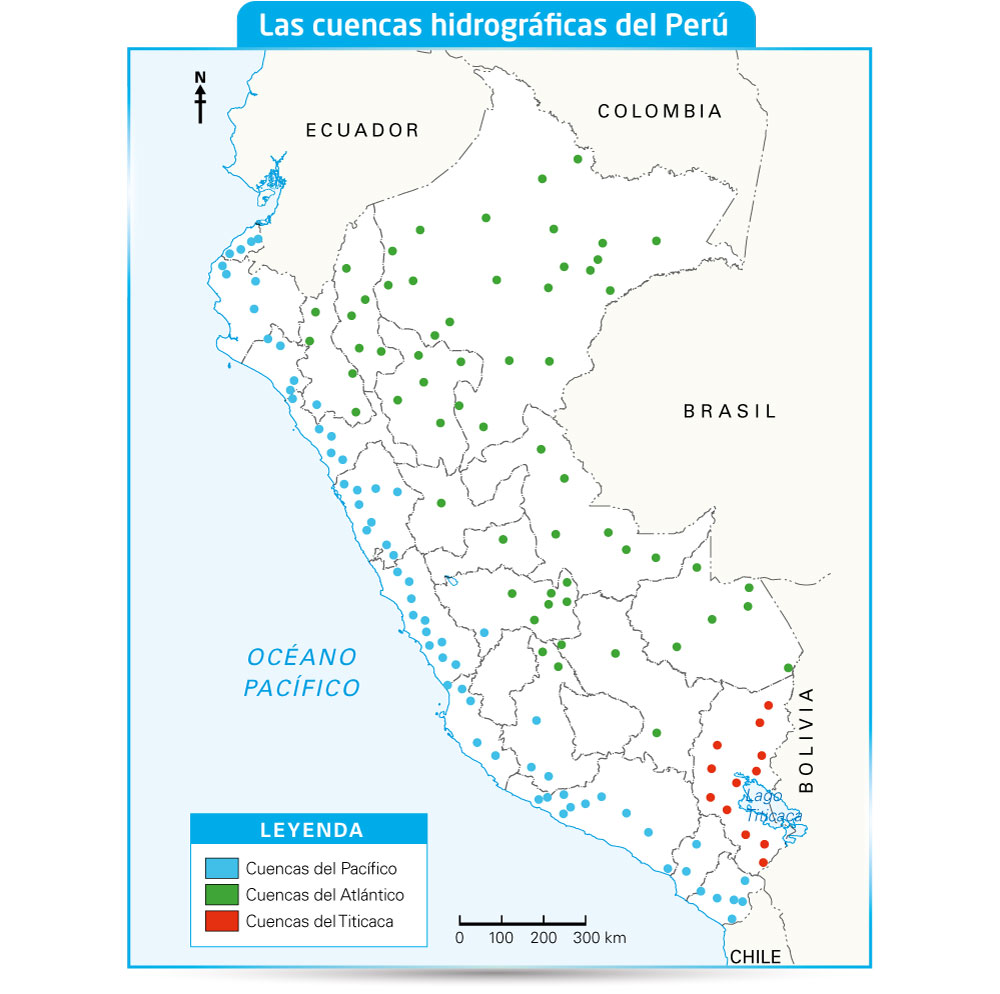 Las cuencas hidrográficas del Perú
N
ECUADOR
COLOMBIA
BRASIL
OCÉANO
PACÍFICO
BOLIVIA
Lago
Titicaca
LEYENDA
Cuencas del Pacífico
Cuencas del Atlántico
Cuencas del Titicaca
0 100 200 300 km
CHILE